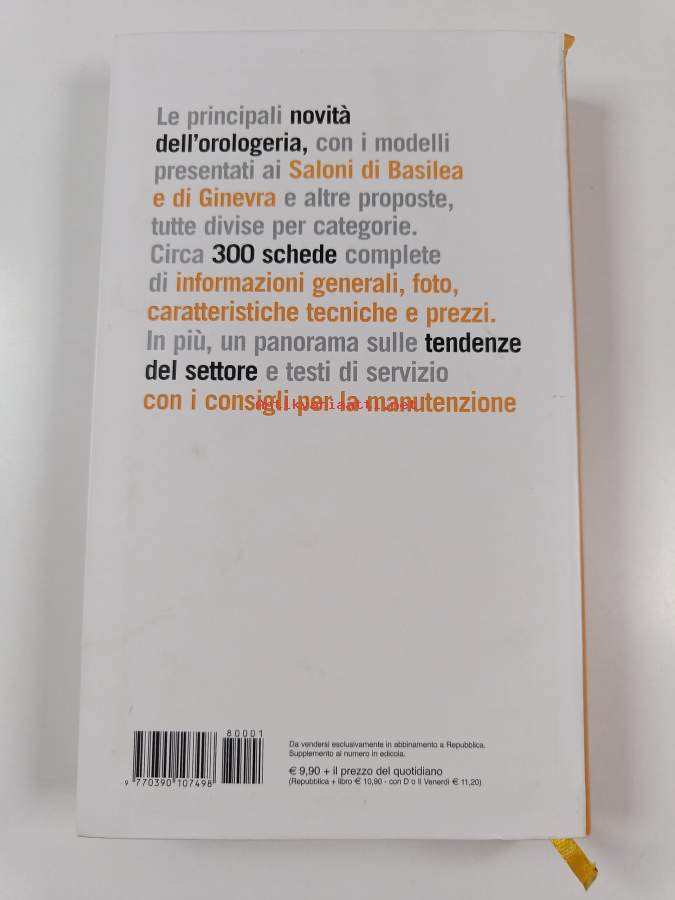 Le principali novità
dell'orologeria, con i modelli
presentati ai Saloni di Basilea
e di Ginevra e altre proposte,
tutte divise per categorie.
Circa 300 schede complete
di informazioni generali, foto,
caratteristiche tecniche e prezzi.
In più, un panorama sulle tendenze
del settore e testi di servizio
con i consigli per la manutenzione
80001
9 770390 107498
Da vendersi esclusivamente in abbinamento a Repubblica.
Supplemento al numero in edicola.
€ 9,90 + il prezzo del quotidiano
(Repubblica + libro € 10,90 - con D o Il Venerdì € 11,20)